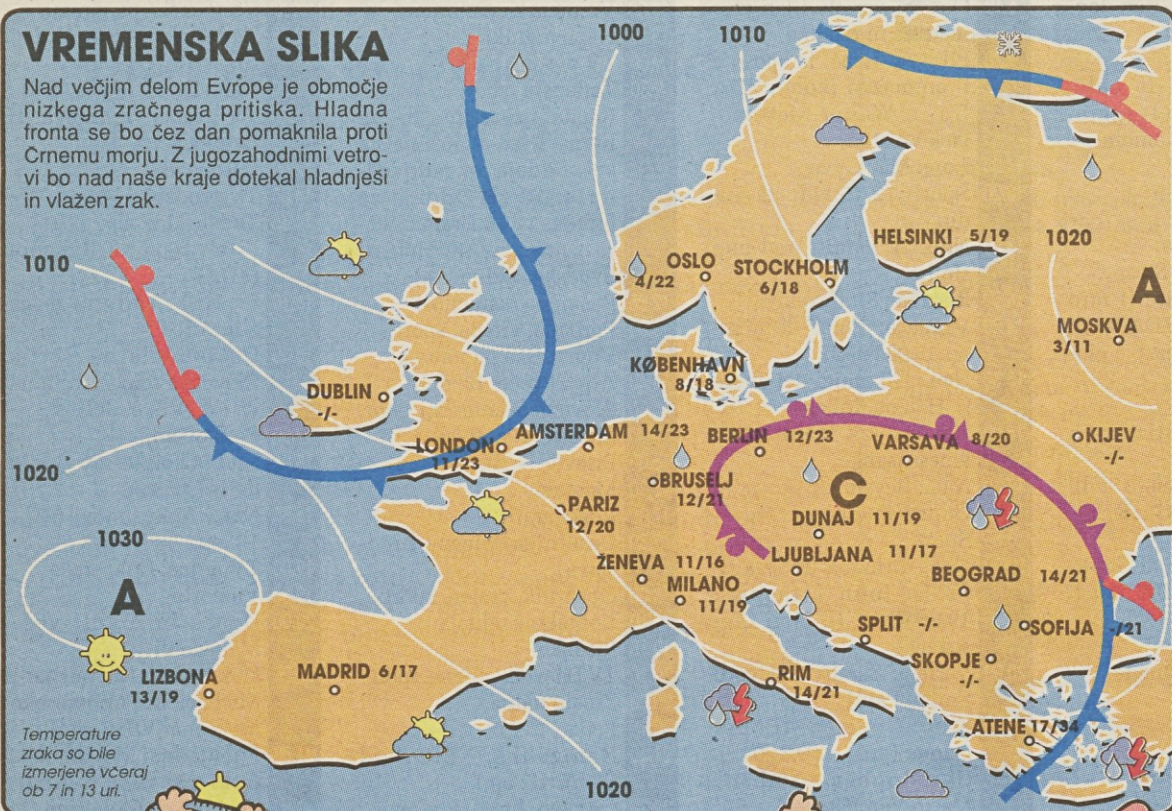 VREMENSKA SLIKA
Nad večjim delom Evrope je območje
nizkega zračnega pritiska. Hladna
fronta se bo čez dan pomaknila proti
Črnemu morju. Z jugozahodnimi vetro-
vi bo nad naše kraje dotekal hladnejši
in vlažen zrak.
1000
1010
1010
HELSINKI 5/19
1020
OSLO
4/22
STOCKHOLM
6/18
A
MOSKVA
3/11
KØBENHAVN
8/18
DUBLIN
-/-
LONDON
11/23
AMSTERDAM 14/23
BERLIN 12/23
VARŠAVA 8/20
KIJEV
-/-
1020
BRUSELJ
12/21
C
PARIZ
12/20
DUNAJ 11/19
1030
ŽENEVA 11/16
LJUBLJANA 11/17
MILANO
11/19
BEOGRAD 14/21
A
SPLIT -/-
SOFIJA -/21
LIZBONA
13/19
MADRID 6/17
RIM
14/21
SKOPJE
-/-
ATENE 17/34
Temperature
zraka so bile
izmerjene včeraj
ob 7 in 13 uri.
1020
1020